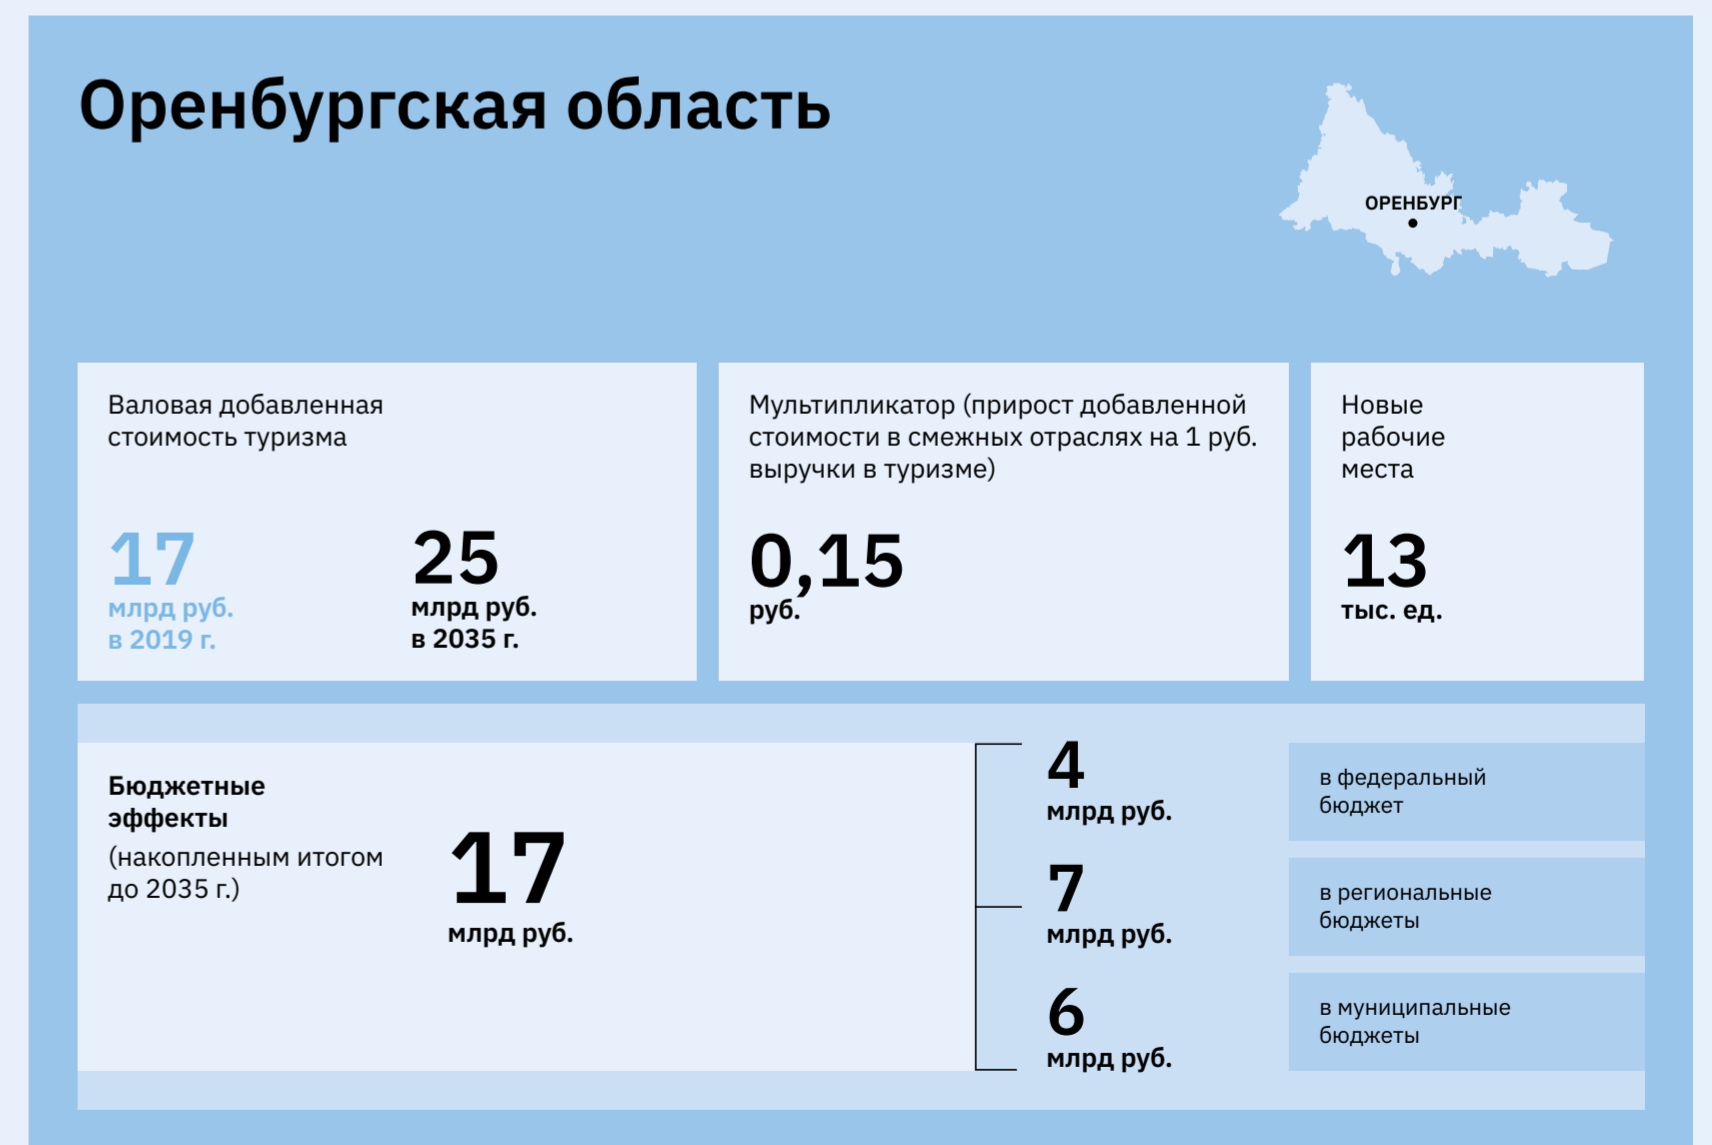 Оренбургская область
ОРЕНБУРГ
Валовая добавленная
стоимость туризма
17
млрд руб.
в 2019 г.
25
млрд руб.
в 2035 г.
Мультипликатор (прирост добавленной
стоимости в смежных отраслях на 1 руб.
выручки в туризме)
0,15
руб.
Новые
рабочие
места
13
тыс. ед.
Бюджетные
эффекты
(накопленным итогом
до 2035 г.)
17
млрд руб.
4
млрд руб.
в федеральный
бюджет
7
млрд руб.
в региональные
бюджеты
6
млрд руб.
в муниципальные
бюджеты